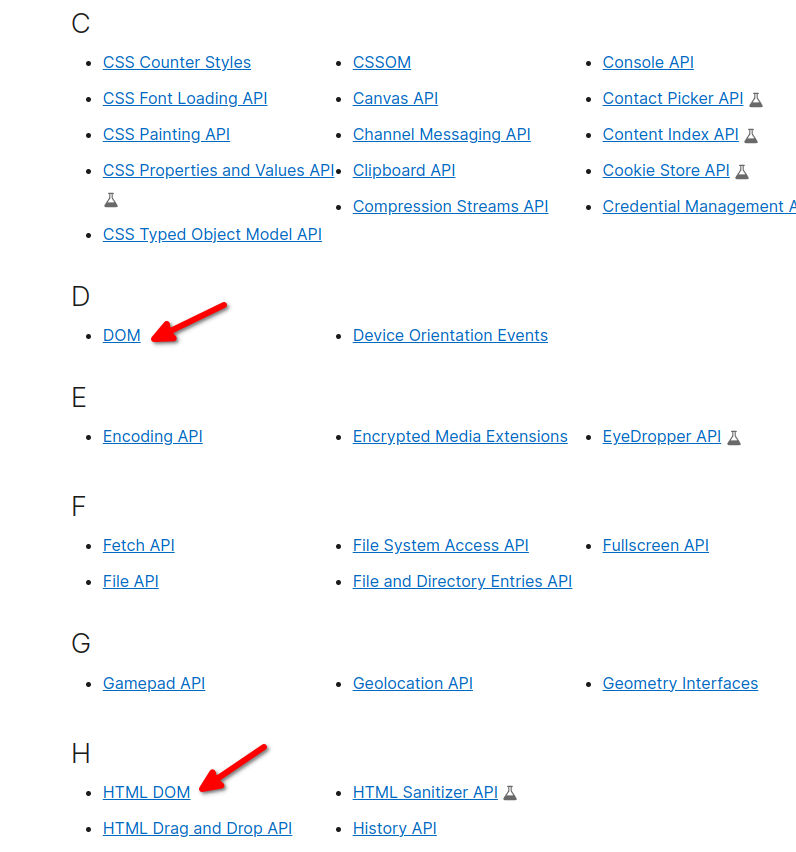 C
CSS Counter Styles
CSS Font Loading API
CSS Painting API
CSS Properties and Values API
CSS Typed Object Model API
CSSOM
Canvas API
Channel Messaging API
Clipboard API
Compression Streams API
Console API
Contact Picker API
Content Index API
Cookie Store API
Credential Management A
D
DOM
Device Orientation Events
E
Encoding API
Encrypted Media Extensions
EyeDropper API
F
Fetch API
File API
File System Access API
File and Directory Entries API
Fullscreen API
G
Gamepad API
Geolocation API
Geometry Interfaces
H
HTML DOM
HTML Drag and Drop API
HTML Sanitizer API
History API